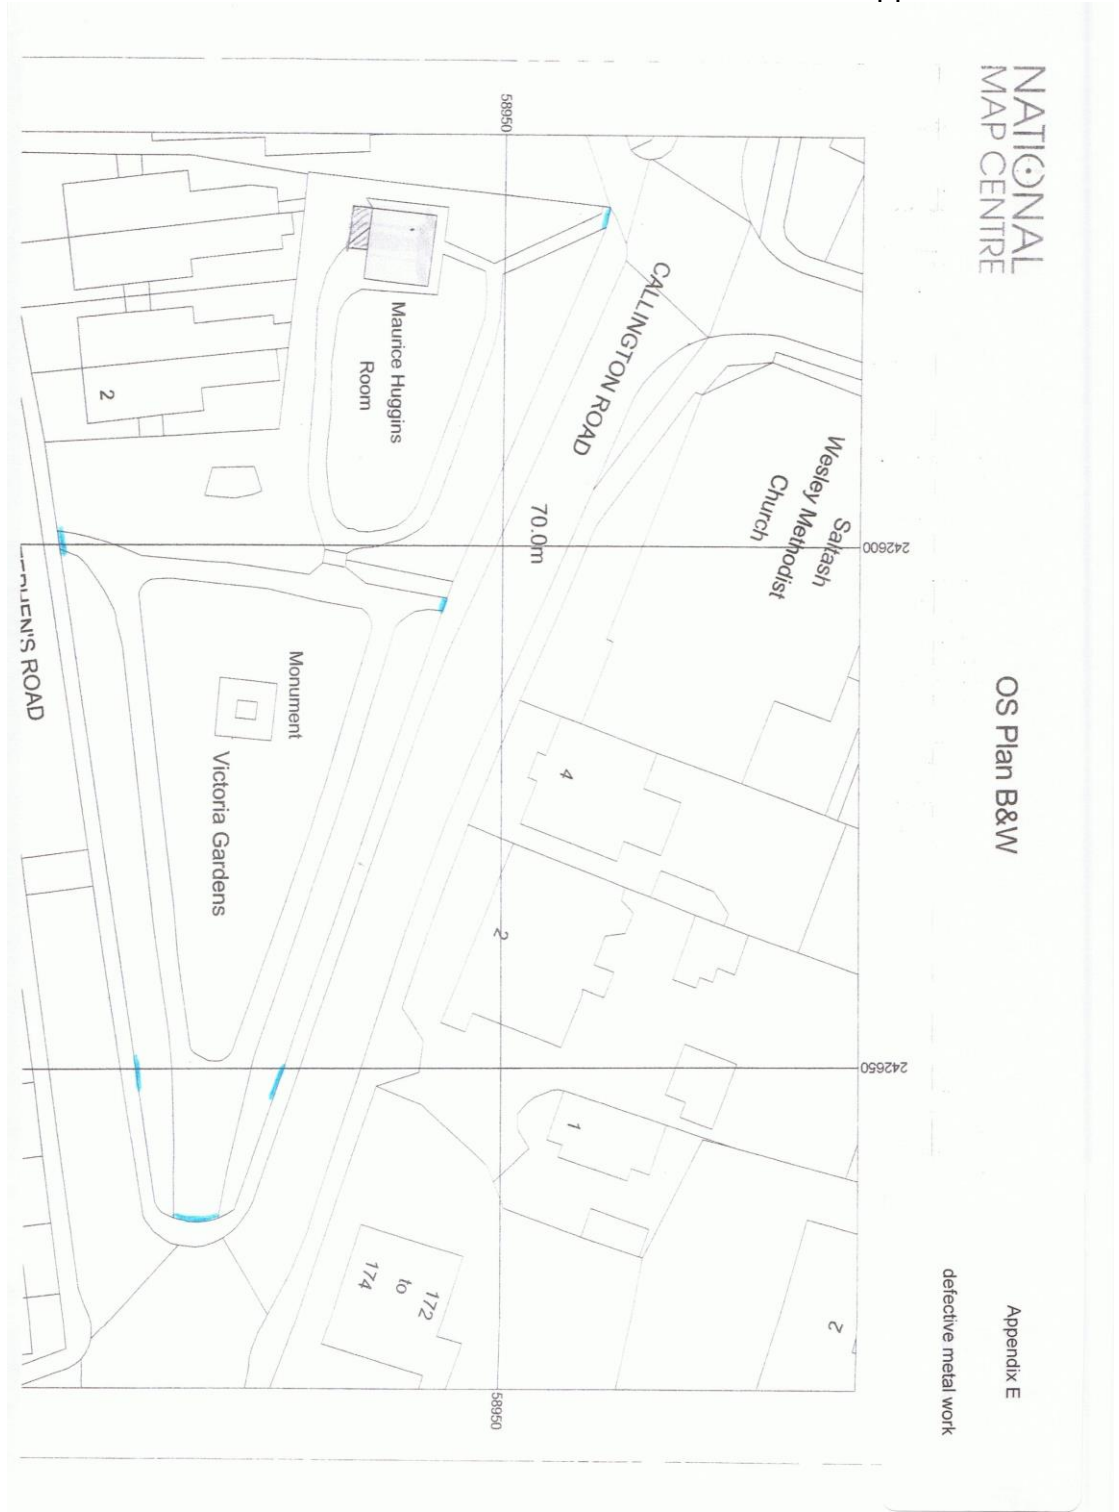 NATIONAL
MAP CENTRE
OS Plan B&W
Appendix E
defective metal work
242600
242650
58950
58950
CALLINGTON ROAD
Saltash
Wesley Methodist
Church
70.0m
Maurice Huggins
Room
Monument
Victoria Gardens
'S ROAD
2
4
2
1
2
172
to
174